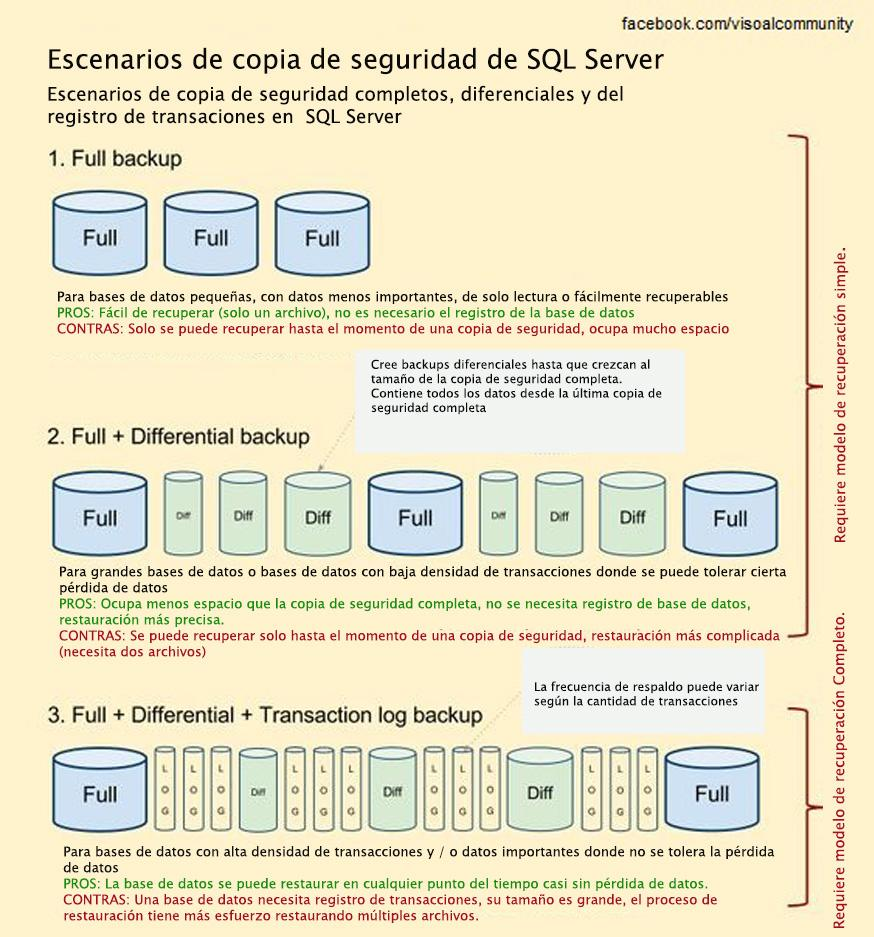 facebook.com/visoalcommunity
Escenarios de copia de seguridad de SQL Server
Escenarios de copia de seguridad completos, diferenciales y del
registro de transaciones en SQL Server
1. Full backup
Full Full Full
Para bases de datos pequeñas, con datos menos importantes, de solo lectura o fácilmente recuperables
PROS: Fácil de recuperar (solo un archivo), no es necesario el registro de la base de datos
CONTRAS: Solo se puede recuperar hasta el momento de una copia de seguridad, ocupa mucho espacio
Cree backups diferenciales hasta que crezcan al
tamaño de la copia de seguridad completa.
Contiene todos los datos desde la última copia de
seguridad completa
2. Full + Differential backup
Full Diff Diff Diff Full Diff Diff Diff Full
Para grandes bases de datos o bases de datos con baja densidad de transacciones donde se puede tolerar cierta
pérdida de datos
PROS: Ocupa menos espacio que la copia de seguridad completa, no se necesita registro de base de datos,
restauración más precisa.
CONTRAS: Se puede recuperar solo hasta el momento de una copia de seguridad, restauración más complicada
(necesita dos archivos)
Requiere modelo de recuperación simple.
La frecuencia de respaldo puede variar
según la cantidad de transacciones
3. Full + Differential + Transaction log backup
Full LOG LOG LOG Diff LOG LOG LOG Diff LOG LOG LOG Diff LOG LOG LOG Full
Para bases de datos con alta densidad de transacciones y / o datos importantes donde no se tolera la pérdida
de datos
PROS: La base de datos se puede restaurar en cualquier punto del tiempo casi sin pérdida de datos.
CONTRAS: Una base de datos necesita registro de transacciones, su tamaño es grande, el proceso de
restauración tiene más esfuerzo restaurando múltiples archivos.
Requiere modelo de recuperación Completo.